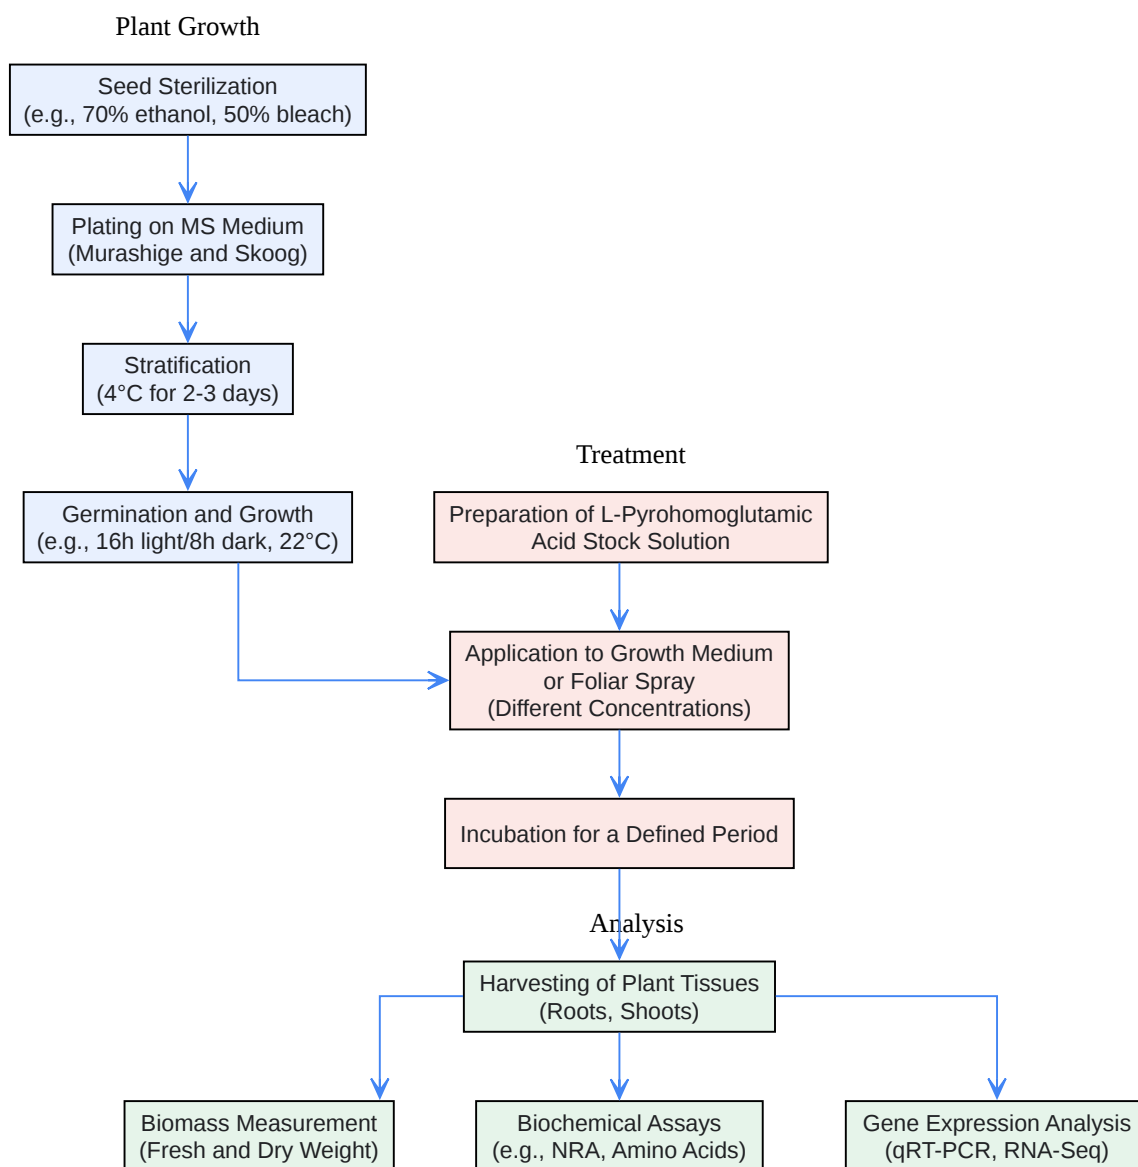 Plant Growth
Seed Sterilization
(e.g., 70% ethanol, 50% bleach)
Plating on MS Medium
(Murashige and Skoog)
Stratification
(4°C for 2-3 days)
Germination and Growth
(e.g., 16h light/8h dark, 22°C)
Treatment
Preparation of L-Pyrohomoglutamic
Acid Stock Solution
Application to Growth Medium
or Foliar Spray
(Different Concentrations)
Incubation for a Defined Period
Analysis
Harvesting of Plant Tissues
(Roots, Shoots)
Biomass Measurement
(Fresh and Dry Weight)
Biochemical Assays
(e.g., NRA, Amino Acids)
Gene Expression Analysis
(qRT-PCR, RNA-Seq)